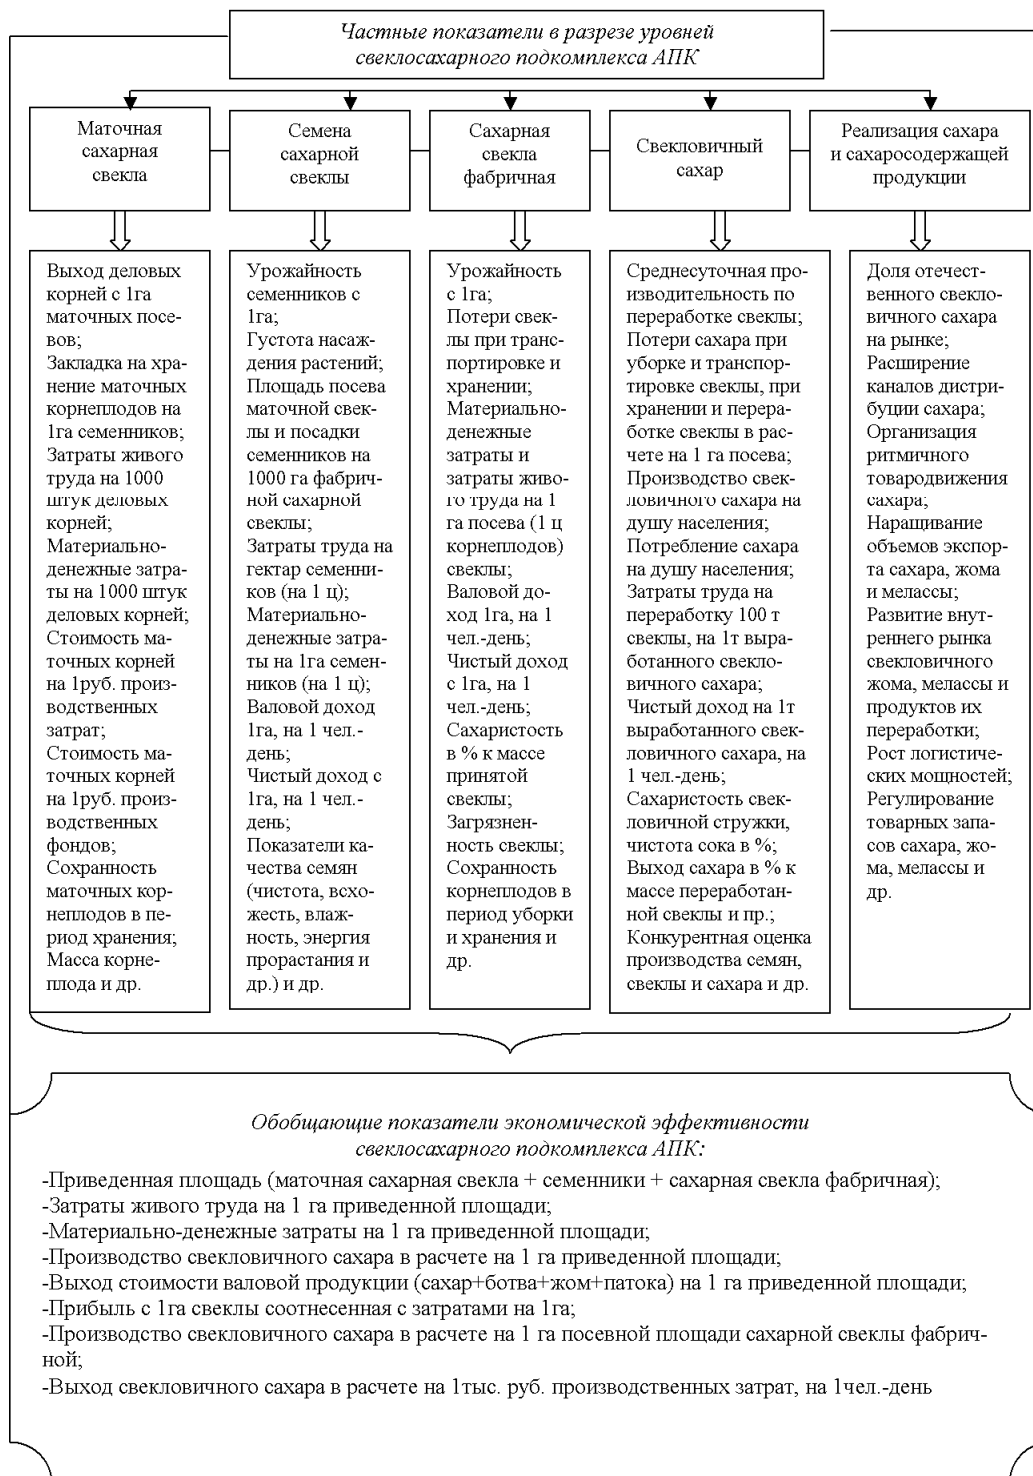 Частные показатели в разрезе уровней
свеклосахарного подкомплекса АПК
Маточная
сахарная
свекла
Семена
сахарной
свеклы
Сахарная
свекла
фабричная
Свекловичный
сахар
Реализация сахара
и сахаросодержащей
продукции
Выход деловых
корней с 1га
маточных посе-
вов;
Закладка на хра-
нение маточных
корнеплодов на
1га семенников;
Затраты живого
труда на 1000
штук деловых
корней;
Материально-
денежные затра-
ты на 1000 штук
деловых корней;
Стоимость ма-
точных корней
на 1руб. произ-
водственных
затрат;
Стоимость ма-
точных корней
на 1руб. произ-
водственных
фондов;
Сохранность
маточных кор-
неплодов в пе-
риод хранения;
Масса корне-
плода и др.
Урожайность
семенников с
1га;
Густота насаж-
дения растений;
Площадь посева
маточной свек-
лы и посадки
семенников на
1000 га фабрич-
ной сахарной
свеклы;
Затраты труда на
гектар семенни-
ков (на 1 ц);
Материально-
денежные затра-
ты на 1га семен-
ников (на 1 ц);
Валовой доход
1га, на 1 чел.-
день;
Чистый доход с
1га, на 1 чел.-
день;
Показатели ка-
чества семян
(чистота, всхо-
жесть, влаж-
ность, энергия
прорастания и
др.) и др.
Урожайность
с 1га;
Потери свек-
лы при транс-
портировке и
хранении;
Материально-
денежные
затраты и
затраты живо-
го труда на 1
га посева (1 ц
корнеплодов)
свеклы;
Валовой до-
ход 1га, на 1
чел.-день;
Чистый доход
с 1га, на 1
чел.-день;
Сахаристость
в % к массе
принятой
свеклы;
Загрязнен-
ность свеклы;
Сохранность
корнеплодов в
период уборки
и хранения и
др.
Среднесуточная про-
изводительность по
переработке свеклы;
Потери сахара при
уборке и транспор-
тировке свеклы, при
хранении и перера-
ботке свеклы в рас-
чете на 1 га посева;
Производство свек-
ловичного сахара на
душу населения;
Потребление сахара
на душу населения;
Затраты труда на
переработку 100 т
свеклы, на 1т выра-
ботанного свекло-
вичного сахара;
Чистый доход на 1т
выработанного свек-
ловичного сахара, на
1 чел.-день;
Сахаристость свек-
ловичной стружки,
чистота сока в %;
Выход сахара в % к
массе переработан-
ной свеклы и пр.;
Конкурентная оценка
производства семян,
свеклы и сахара и др.
Доля отечест-
венного свекло-
вичного сахара
на рынке;
Расширение
каналов дистри-
буции сахара;
Организация
ритмичного
товародвижения
сахара;
Наращивание
объемов экспор-
та сахара, жома
и мелассы;
Развитие внут-
реннего рынка
свекловичного
жома, мелассы и
продуктов их
переработки;
Рост логистиче-
ских мощностей;
Регулирование
товарных запа-
сов сахара, жо-
ма, мелассы и
др.
Обобщающие показатели экономической эффективности
свеклосахарного подкомплекса АПК:
-Приведенная площадь (маточная сахарная свекла + семенники + сахарная свекла фабричная);
-Затраты живого труда на 1 га приведенной площади;
-Материально-денежные затраты на 1 га приведенной площади;
-Производство свекловичного сахара в расчете на 1 га приведенной площади;
-Выход стоимости валовой продукции (сахар+ботва+жом+патока) на 1 га приведенной площади;
-Прибыль с 1га свеклы соотнесенная с затратами на 1га;
-Производство свекловичного сахара в расчете на 1 га посевной площади сахарной свеклы фабрич-
ной;
-Выход свекловичного сахара в расчете на 1тыс. руб. производственных затрат, на 1чел.-день